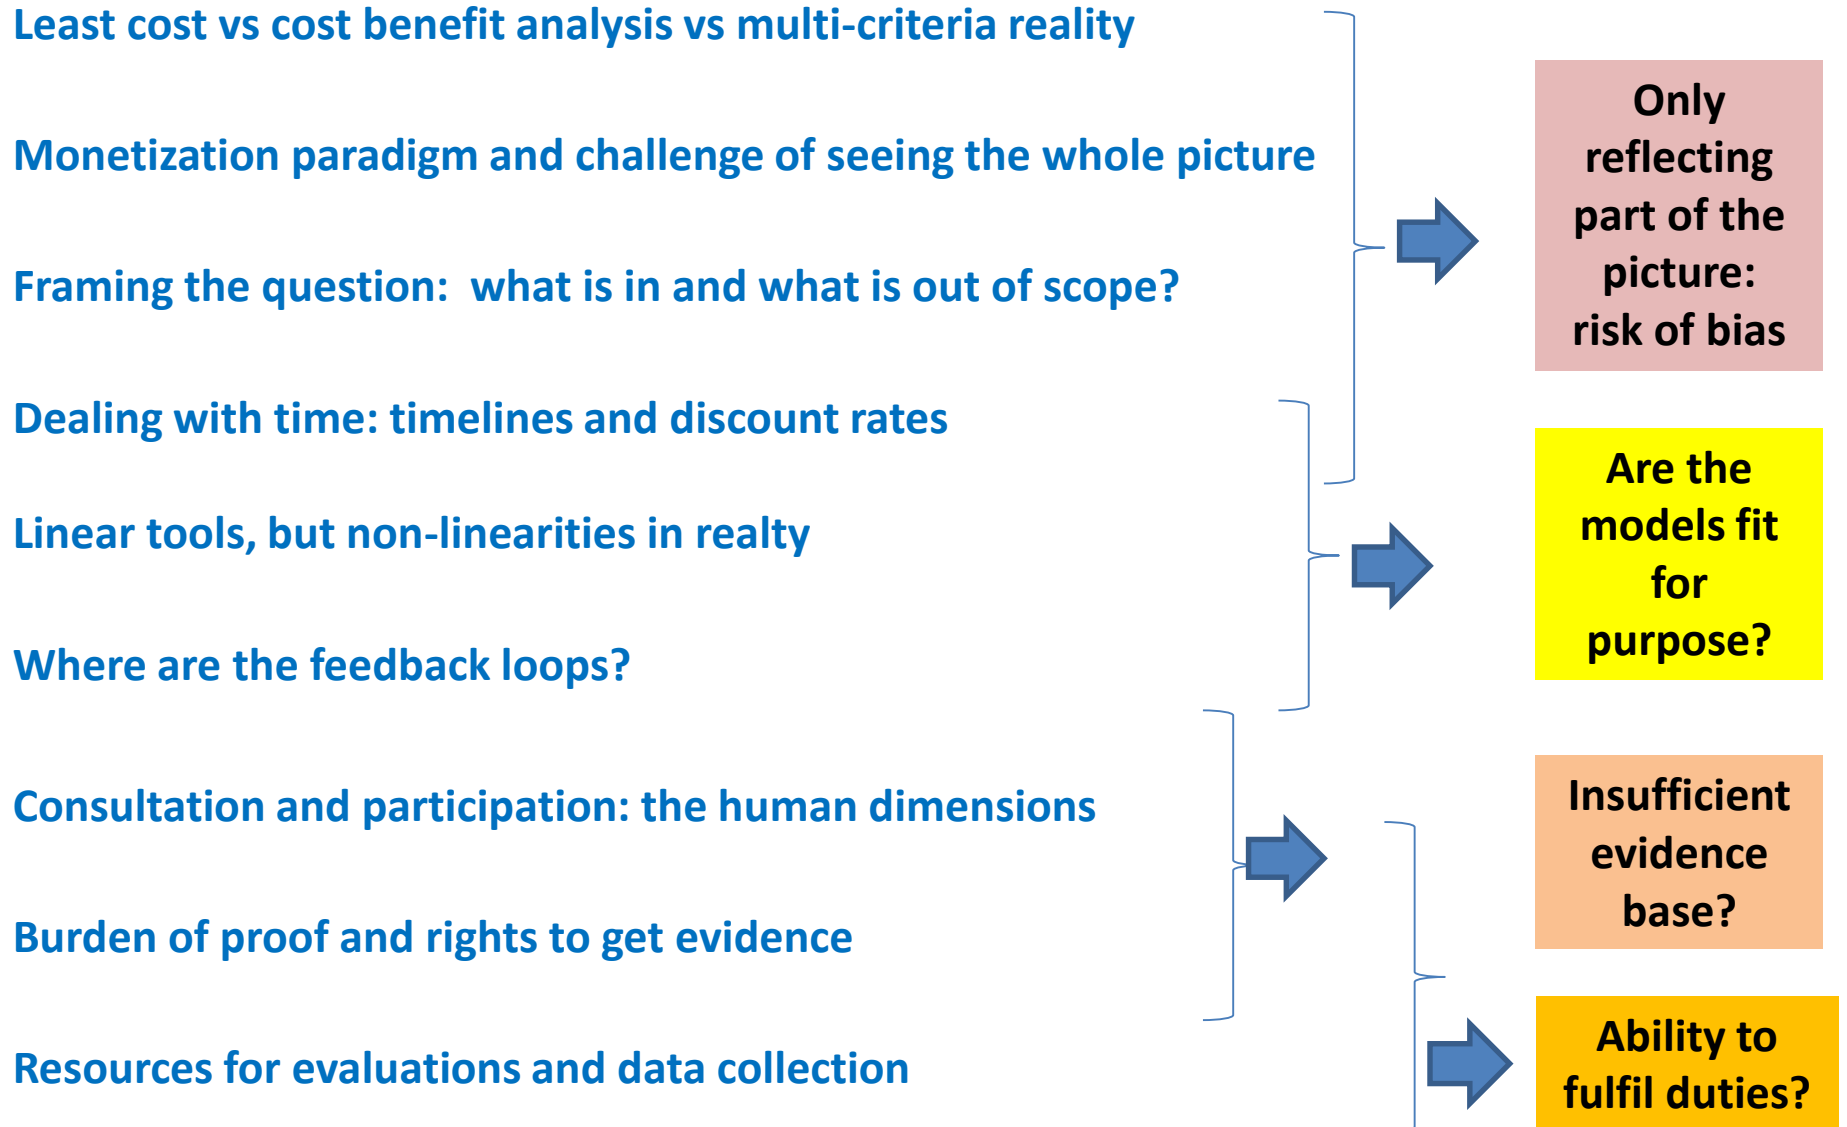 Least cost vs cost benefit analysis vs multi-criteria reality
Monetization paradigm and challenge of seeing the whole picture
Framing the question:  what is in and what is out of scope?
Dealing with time: timelines and discount rates
Linear tools, but non-linearities in realty
Where are the feedback loops?
Consultation and participation: the human dimensions
Burden of proof and rights to get evidence
Resources for evaluations and data collection
Only
reflecting
part of the
picture:
risk of bias
Are the
models fit
for
purpose?
Insufficient
evidence
base?
Ability to
fulfil duties?